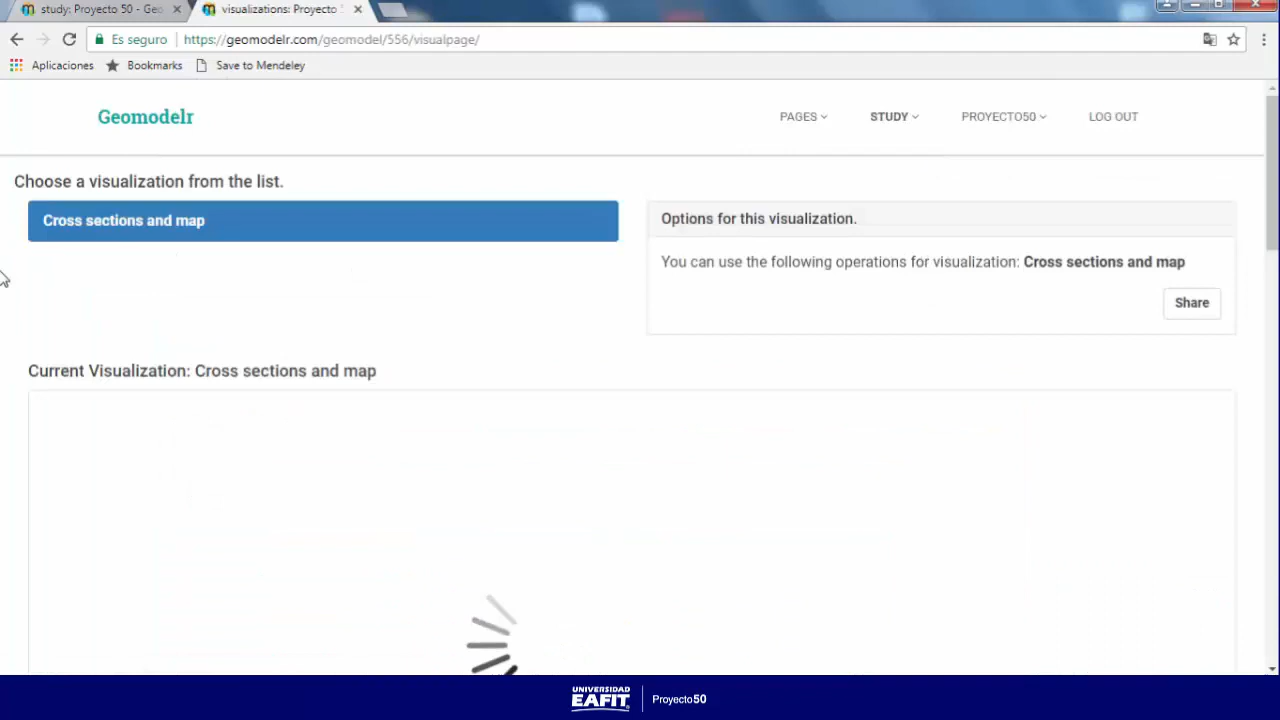 study: Proyecto 50 - Geo
visualizations: Proyecto 5
Es seguro
https://geomodelr.com/geomodel/556/visualpage/
Aplicaciones
Bookmarks
Save to Mendeley
Geomodelr
PAGES
STUDY
PROYECTO50
LOG OUT
Choose a visualization from the list.
Cross sections and map
Options for this visualization.
You can use the following operations for visualization: Cross sections and map
Share
Current Visualization: Cross sections and map
UNIVERSIDAD
EAFIT
Proyecto50